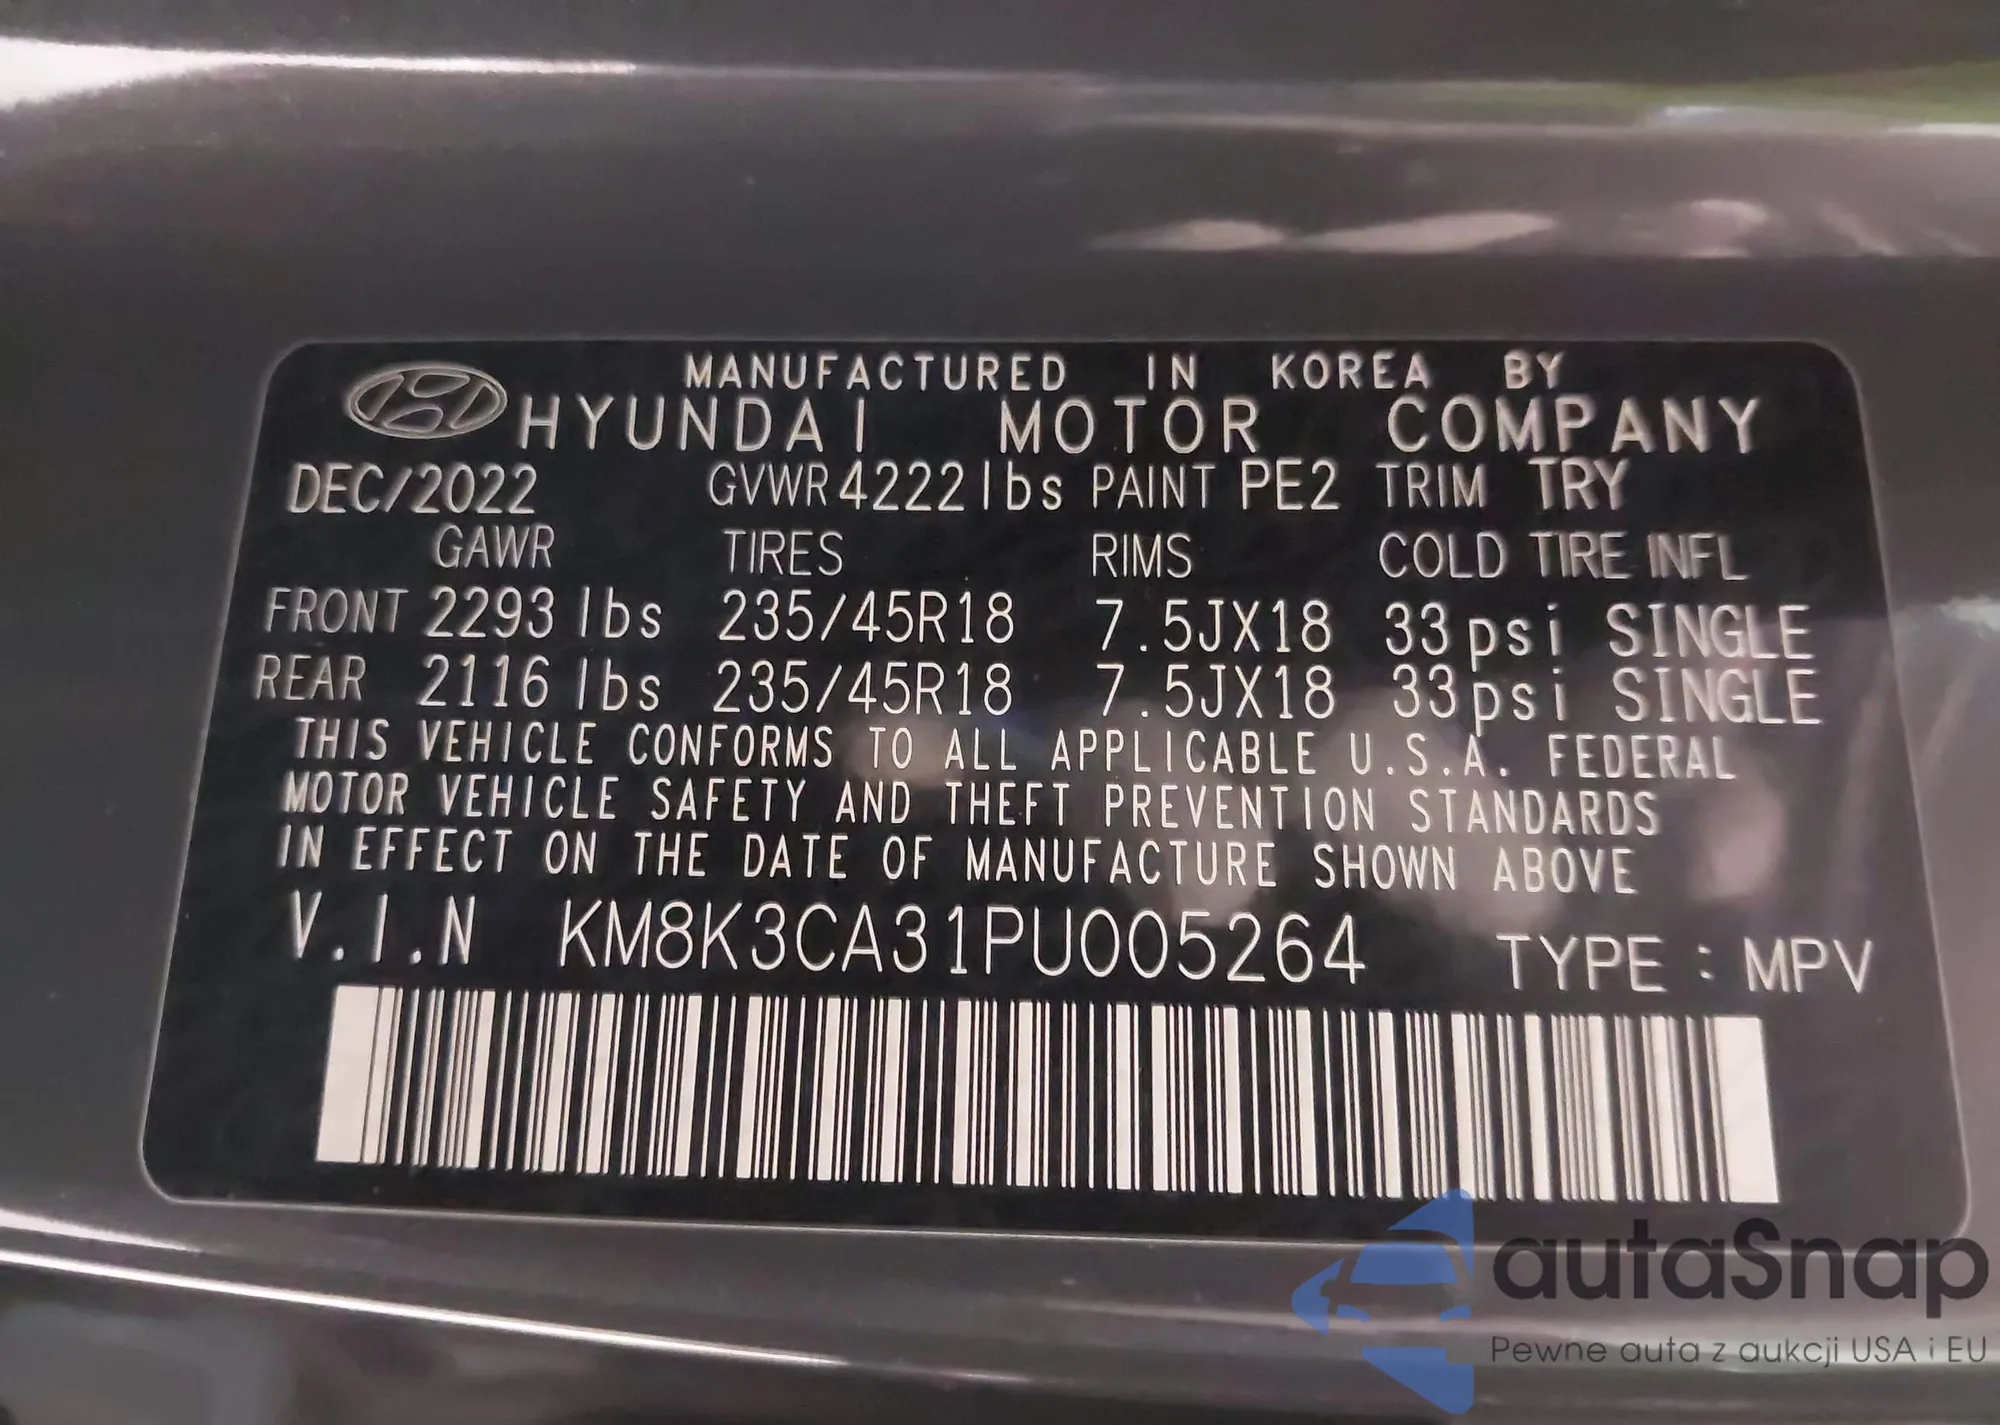 MANUFACTURED IN KOREA BY
HYUNDAI MOTOR COMPANY
DEC/2022 GVWR 4222lbs PAINT PE2 TRIM TRY
GAWR TIRES RIMS COLD TIRE INFL
FRONT 2293 lbs 235/45R18 7.5JX18 33psi SINGLE
REAR 2116 lbs 235/45R18 7.5JX18 33psi SINGLE
THIS VEHICLE CONFORMS TO ALL APPLICABLE U.S.A. FEDERAL
MOTOR VEHICLE SAFETY AND THEFT PREVENTION STANDARDS
IN EFFECT ON THE DATE OF MANUFACTURE SHOWN ABOVE
V.I.N KM8K3CA31PU005264 TYPE : MPV
autaSnap
Pewne auta z aukcji USA i EU